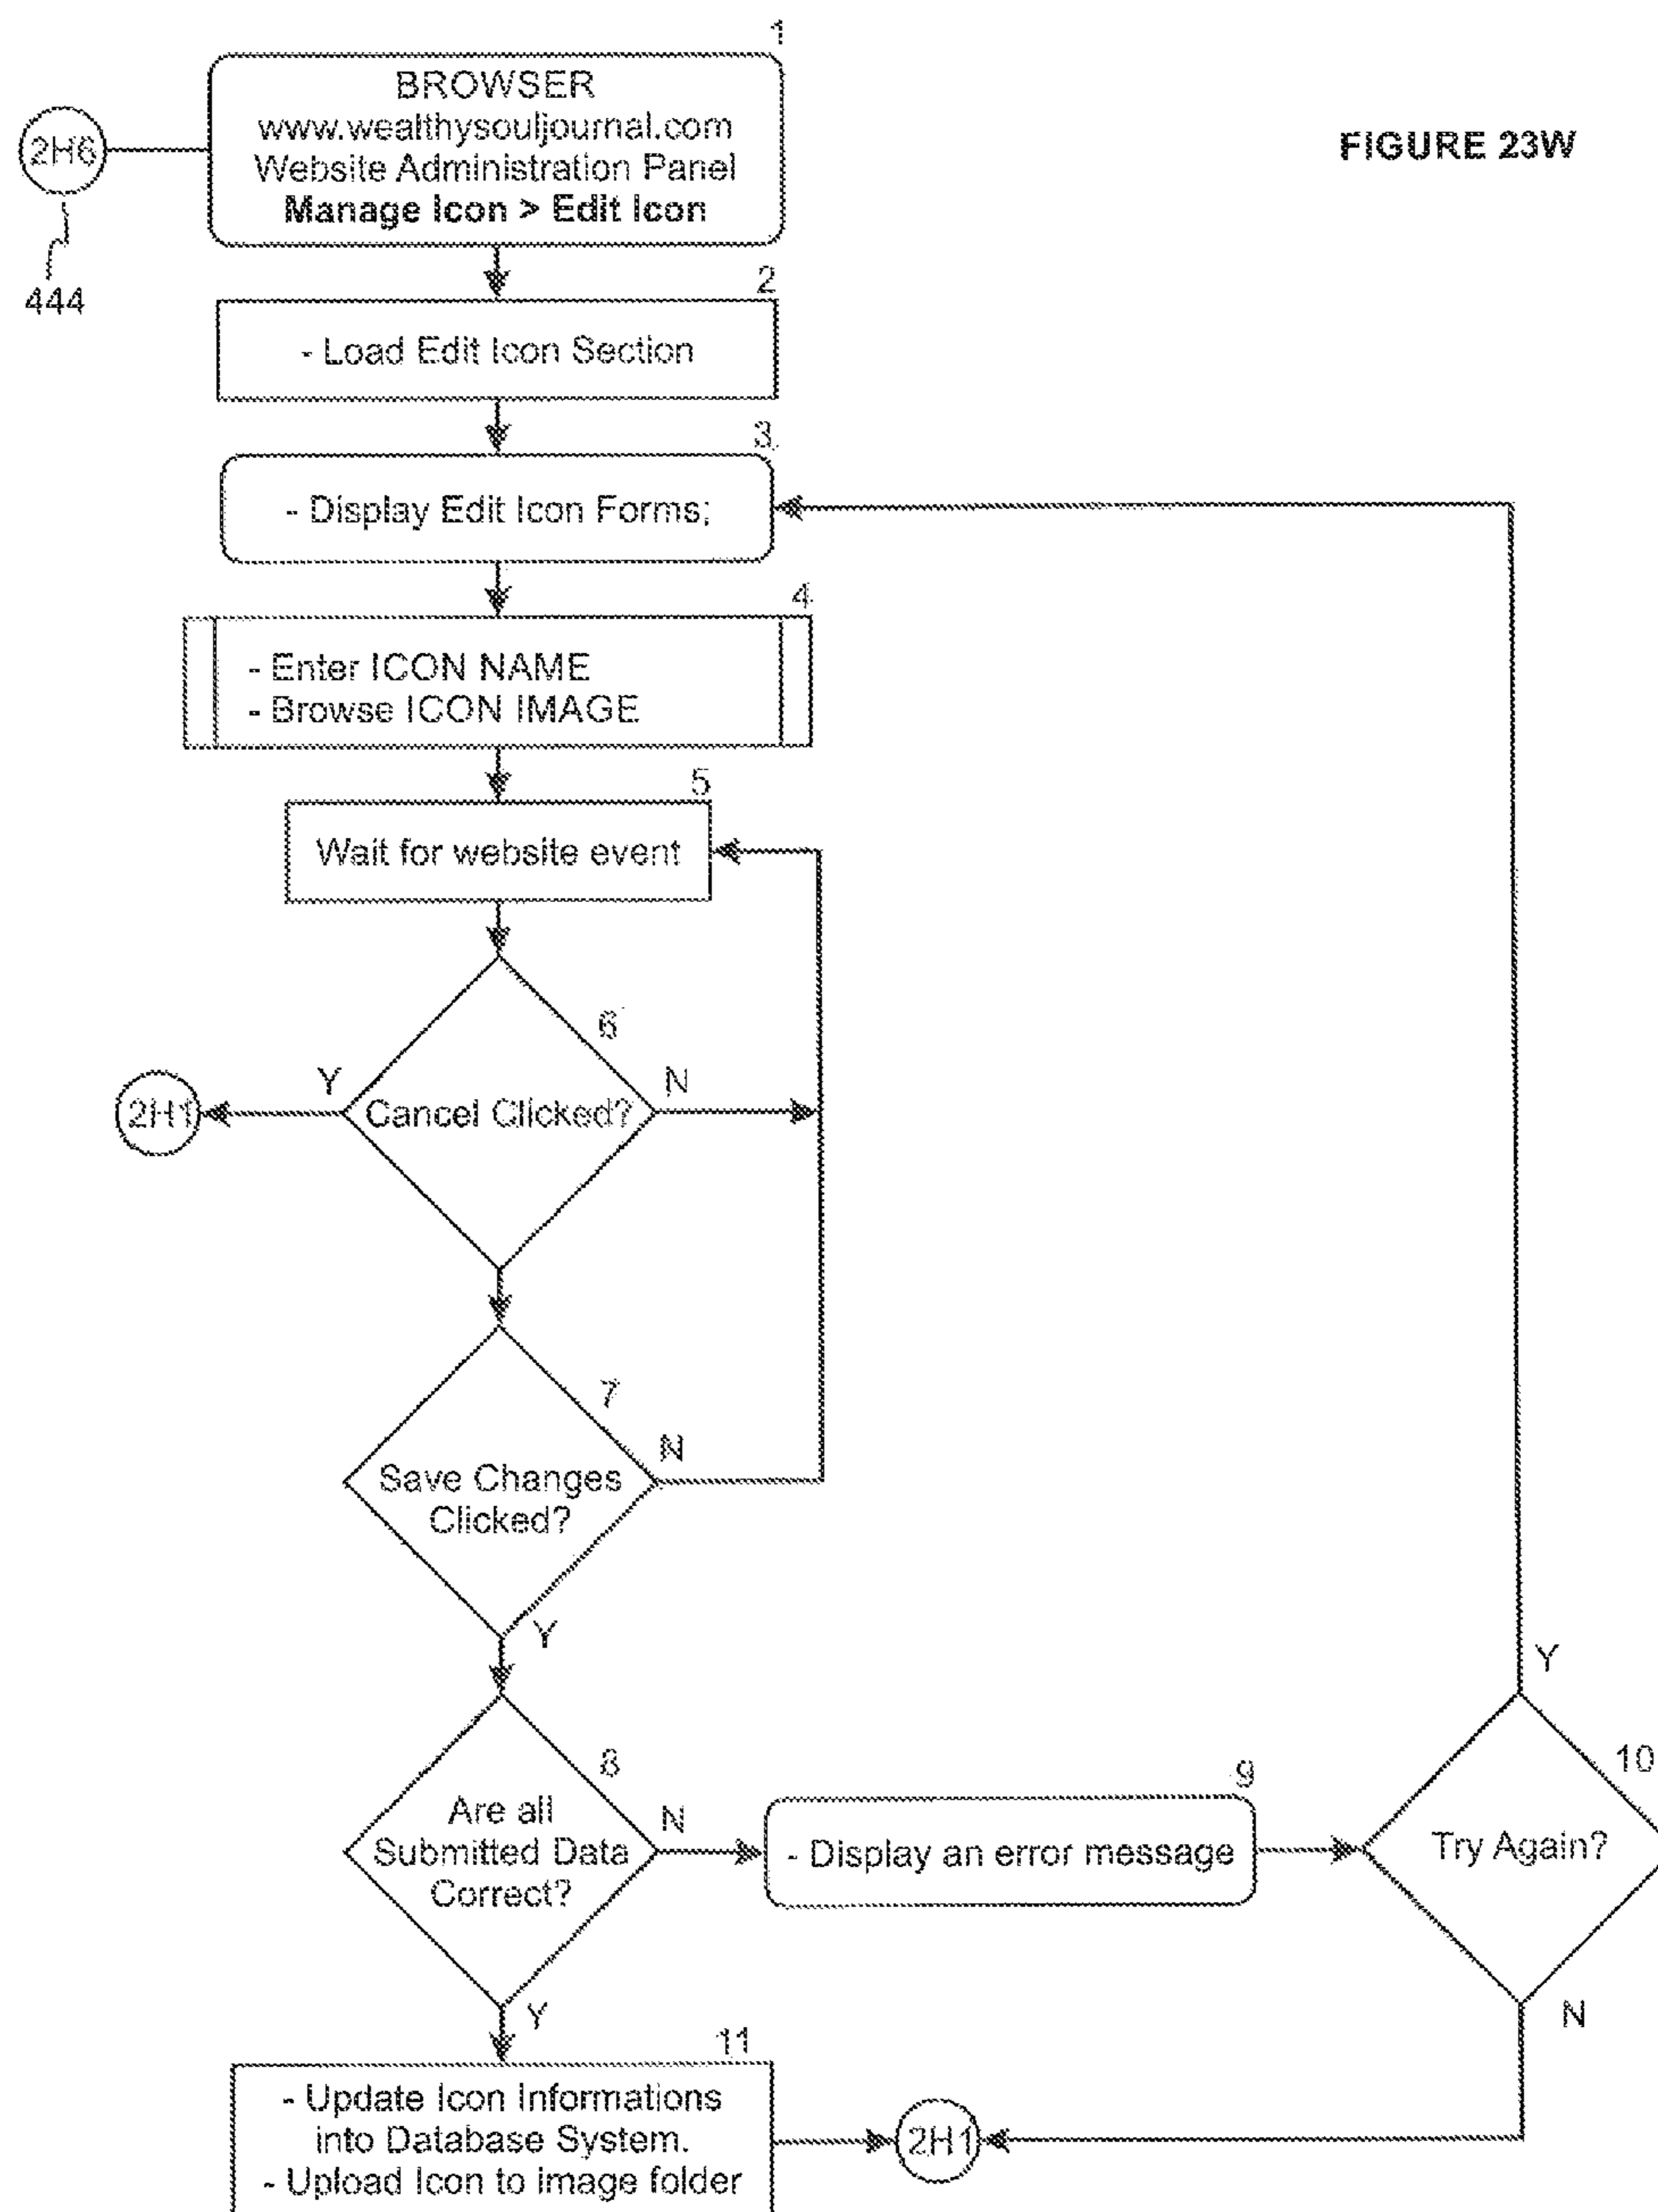 1
BROWSER
www.wealthysouljournal.com
Website Administration Panel
Manage Icon > Edit Icon
2H6
444
FIGURE 23W
2
- Load Edit Icon Section
3
- Display Edit Icon Forms;
4
- Enter ICON NAME
- Browse ICON IMAGE
5
Wait for website event
6
Y
N
2H1
Cancel Clicked?
7
N
Save Changes
Clicked?
Y
8
Are all
Submitted Data
Correct?
N
Y
9
- Display an error message
Y
10
Try Again?
N
11
- Update Icon Informations
into Database System.
- Upload Icon to image folder
2H1